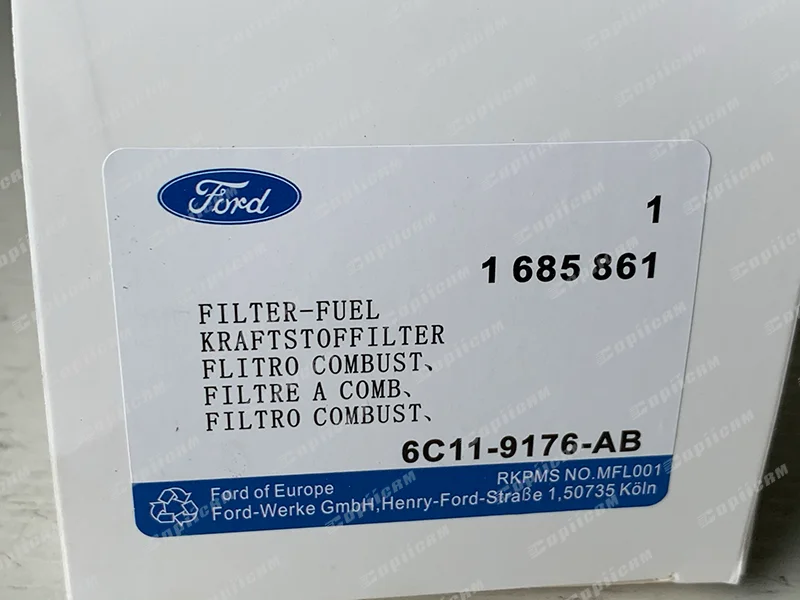 Ford
1
1 685 861
FILTER-FUEL
KRAFTSTOFFILTER
FLITRO COMBUST、
FILTRE A COMB、
FILTRO COMBUST、
6C11-9176-AB
RKPMS NO.MFL001
Ford of Europe
Ford-Werke GmbH,Henry-Ford-Straße 1,50735 Köln
Copiicam